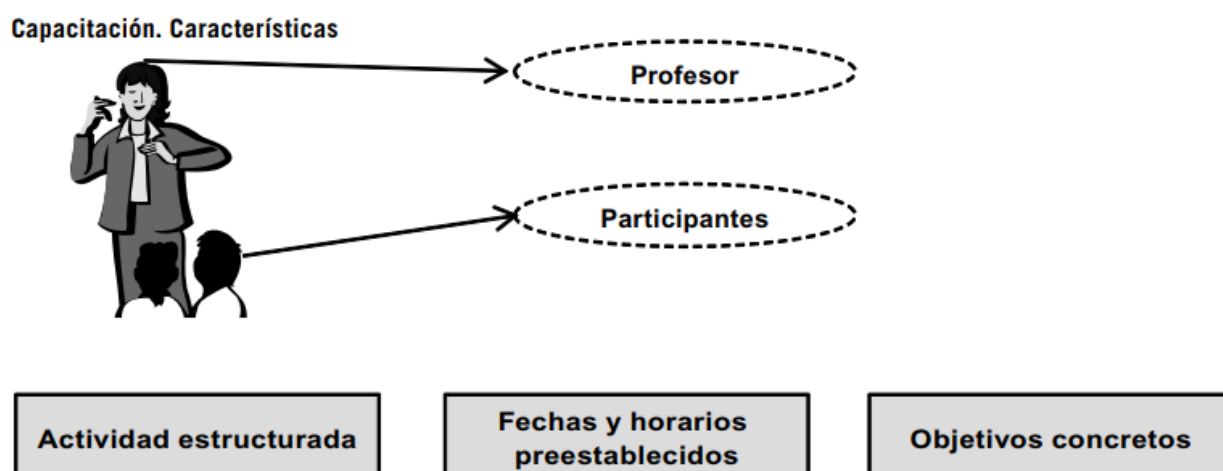 Capacitación. Características
Profesor
Participantes
Actividad estructurada
Fechas y horarios
preestablecidos
Objetivos concretos